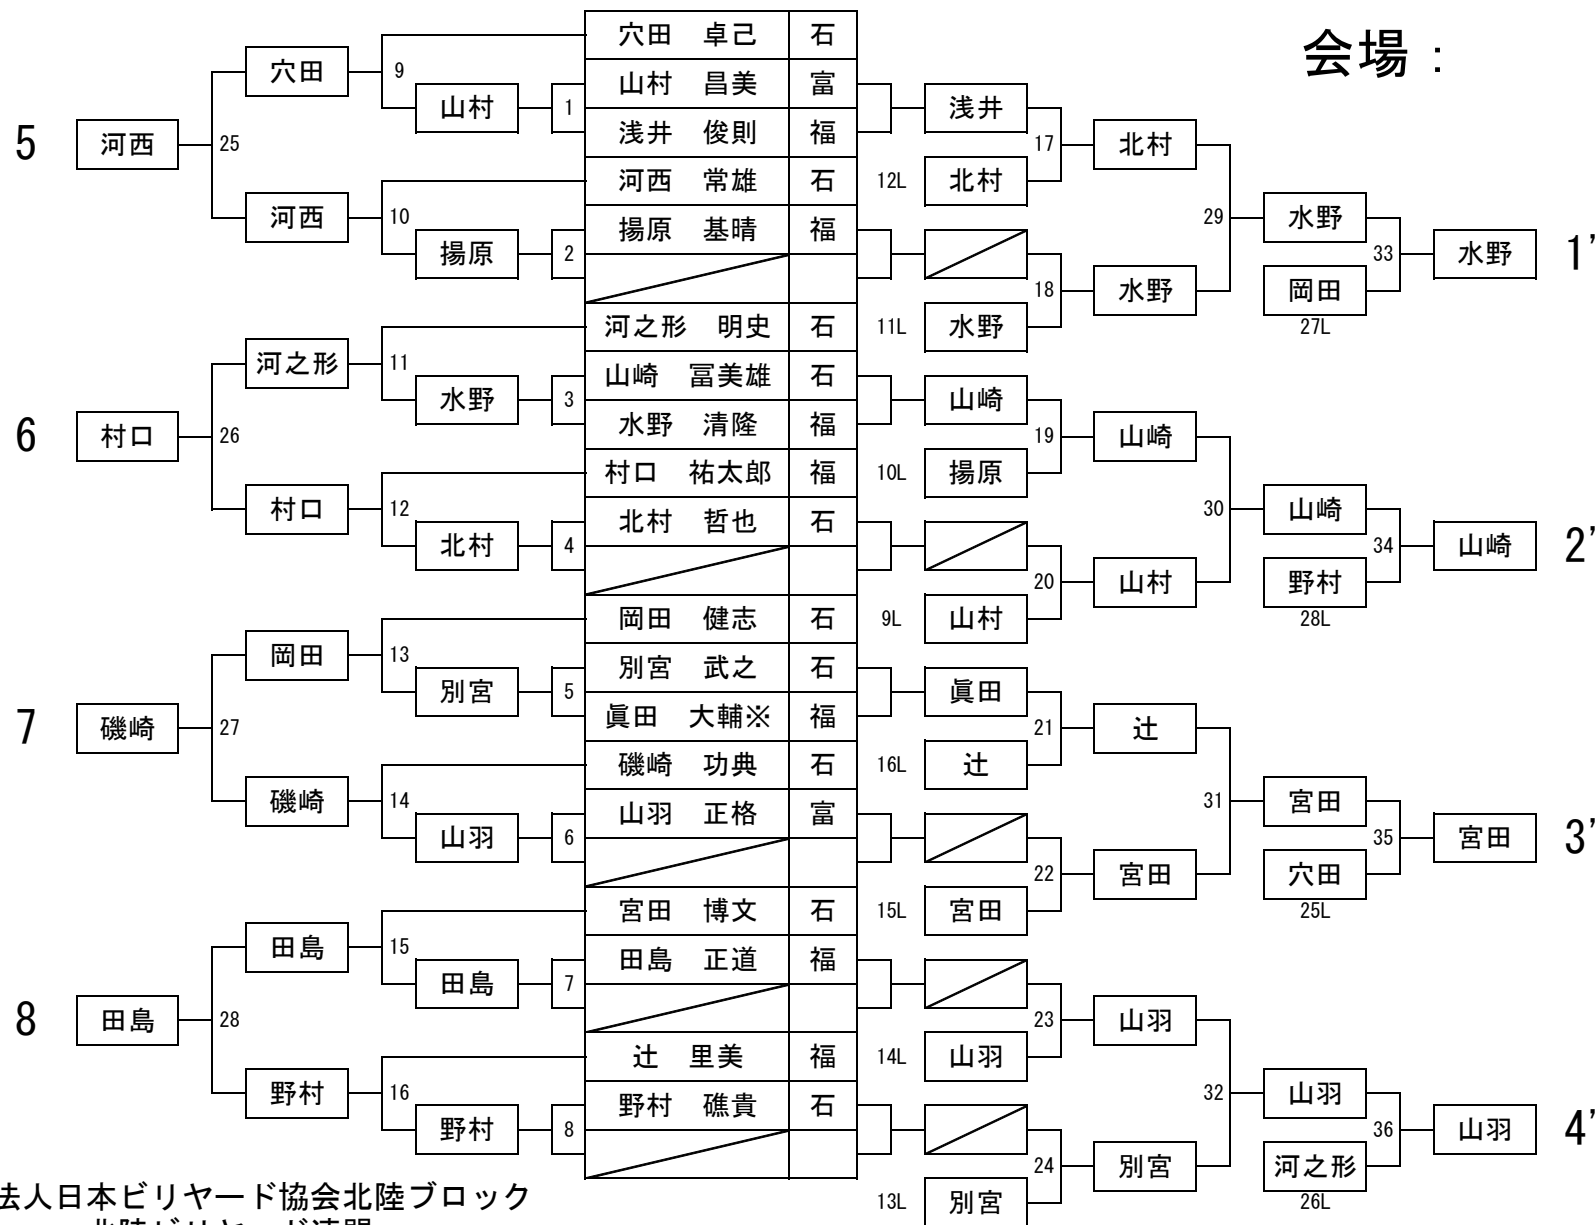 会場：
穴田　卓己 石
穴田 9 山村　昌美 富
山村 1 浅井 17
5 河西 25 浅井　俊則 福 北村
河西　常雄 石 12L 北村
河西 10 揚原　基晴 福 29 水野
揚原 2 33 水野 1'
18 水野 岡田
河之形　明史 石 11L 水野 27L
河之形 11 山崎　冨美雄 石
水野 3 山崎 19
6 村口 26 水野　清隆 福 山崎
村口　祐太郎 福 10L 揚原
村口 12 北村　哲也 石 30 山崎
北村 4 34 山崎 2'
20 山村 野村
岡田　健志 石 9L 山村 28L
岡田 13 別宮　武之 石
別宮 5 眞田 21
7 磯崎 27 眞田　大輔※ 福 辻
磯崎　功典 石 16L 辻
磯崎 14 山羽　正格 富 31 宮田
山羽 6 35 宮田 3'
22 宮田 穴田
宮田　博文 石 15L 宮田 25L
田島 15 田島　正道 福
田島 7 23
8 田島 28 山羽
辻　里美 福 14L 山羽
野村 16 野村　礁貴 石 32 山羽
野村 8 36 山羽 4'
24 別宮 河之形
13L 別宮 26L
法人日本ビリヤード協会北陸ブロック